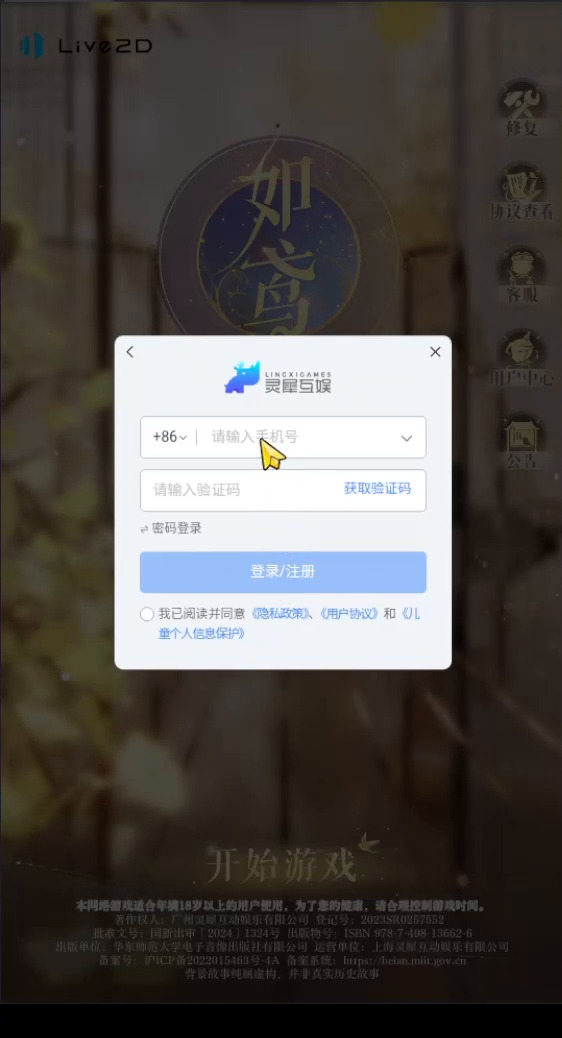 Live2D
修复
协议查看
客服
用户中心
公告
如鸢
LINGXIGAMES
灵犀互娱
+86
请输入手机号
请输入验证码
获取验证码
密码登录
登录/注册
我已阅读并同意《隐私政策》、《用户协议》和《儿
童个人信息保护》
开始游戏
本网络游戏适合年满18岁以上的用户使用，为了您的健康，请合理控制游戏时间。
著作权人：广州灵犀互动娱乐有限公司 登记号：2023SR0257552
批准文号：国新出审［2024］1324号 出版物号：ISBN 978-7-498-13662-6
出版单位：华东师范大学电子音像出版社有限公司 运营单位：上海灵犀互动娱乐有限公司
备案号：沪ICP备2022015463号-4A 备案系统：https://beian.miit.gov.cn
背景故事纯属虚构，并非真实历史故事